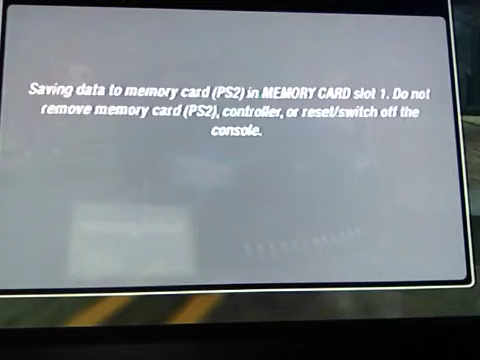 Saving data to memory card (PS2) in MEMORY CARD slot 1. Do not
remove memory card (PS2), controller, or reset/switch off the
console.